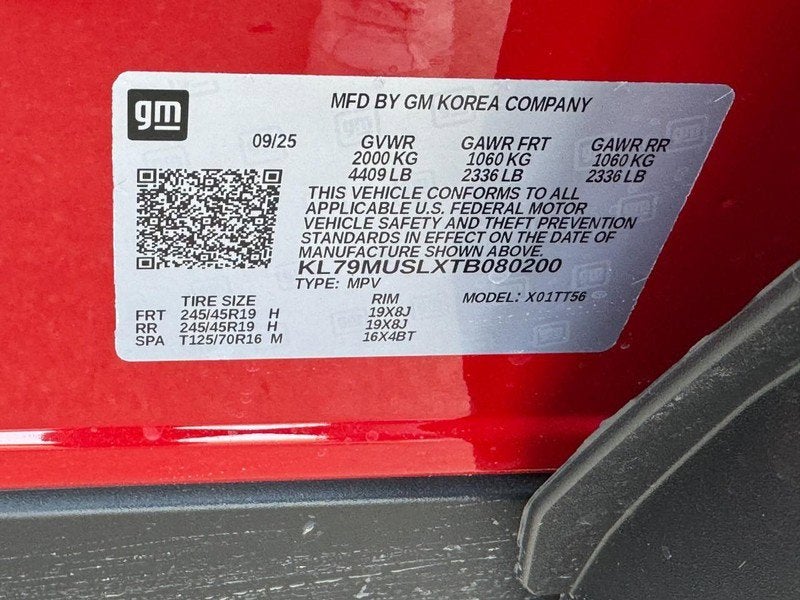 gm
MFD BY GM KOREA COMPANY
09/25 GVWR GAWR FRT GAWR RR
2000 KG 1060 KG 1060 KG
4409 LB 2336 LB 2336 LB
THIS VEHICLE CONFORMS TO ALL
APPLICABLE U.S. FEDERAL MOTOR
VEHICLE SAFETY AND THEFT PREVENTION
STANDARDS IN EFFECT ON THE DATE OF
MANUFACTURE SHOWN ABOVE.
KL79MUSLXTB080200
TYPE: MPV
TIRE SIZE RIM MODEL: X01TT56
FRT 245/45R19 H 19X8J
RR 245/45R19 H 19X8J
SPA T125/70R16 M 16X4BT